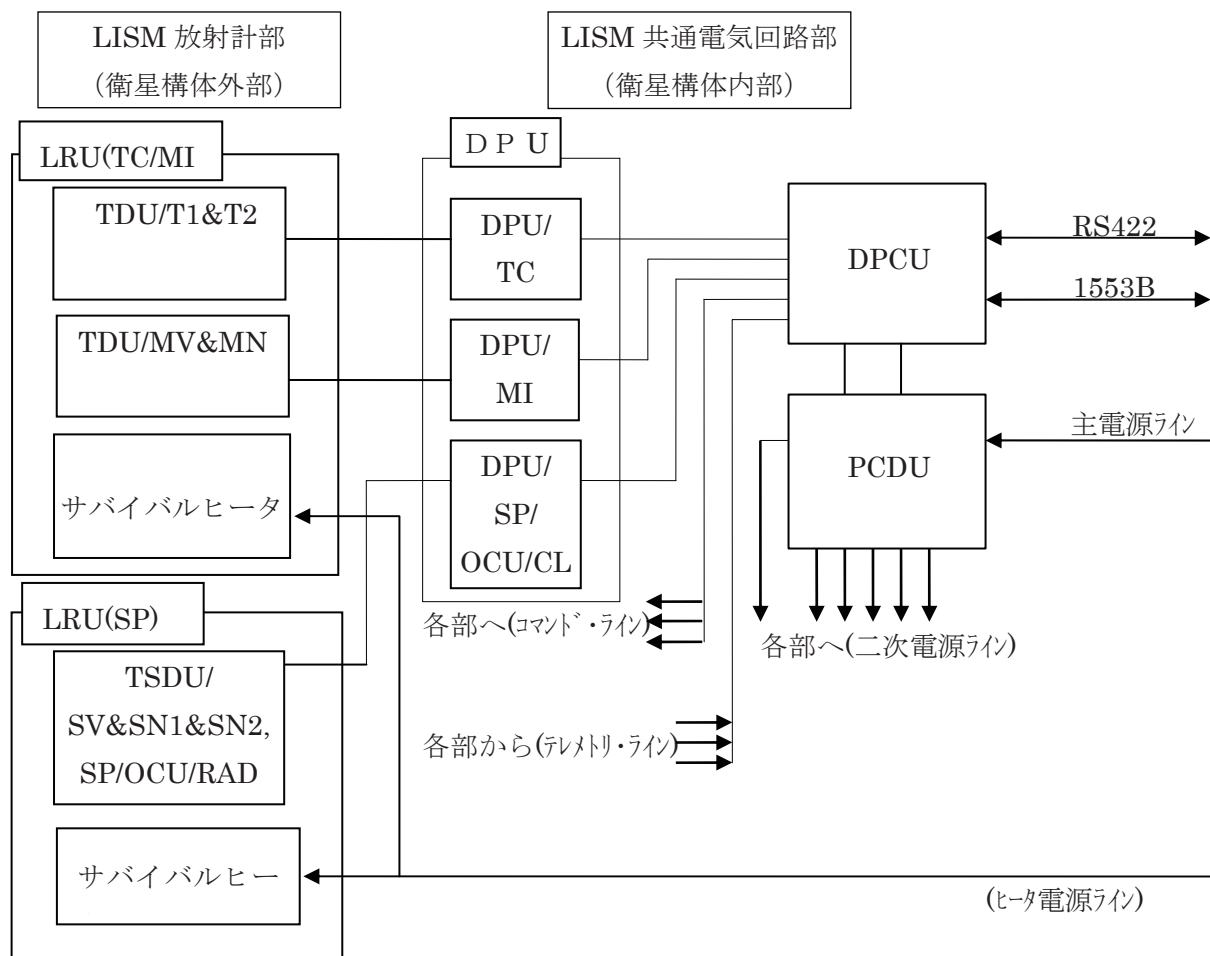 LISM 放射計部
（衛星構体外部）
LISM 共通電気回路部
（衛星構体内部）
LRU(TC/MI
TDU/T1&T2
TDU/MV&MN
サバイバルヒータ
LRU(SP)
TSDU/
SV&SN1&SN2,
SP/OCU/RAD
サバイバルヒー
ＤＰＵ
DPU/
TC
DPU/
MI
DPU/
SP/
OCU/CL
各部へ(ｺﾏﾝﾄﾞ・ﾗｲﾝ)
各部から(ﾃﾚﾒﾄﾘ・ﾗｲﾝ)
DPCU
PCDU
各部へ(二次電源ﾗｲﾝ)
RS422
1553B
主電源ﾗｲﾝ
(ﾋｰﾀ電源ﾗｲﾝ)